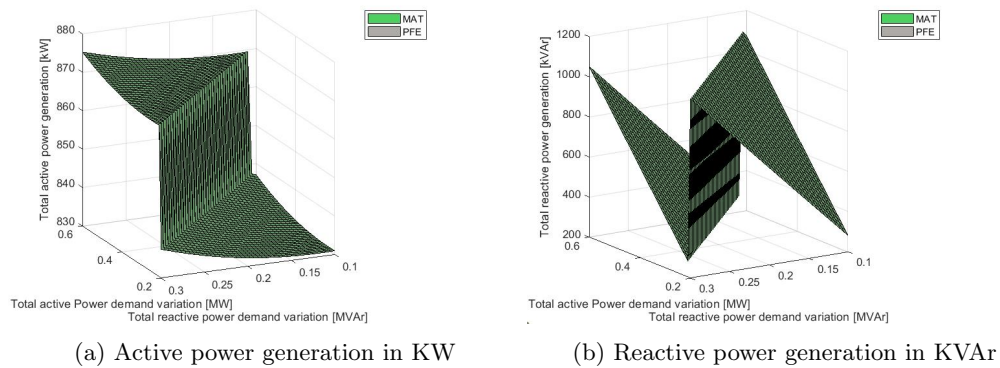 MAT
PFE
880
870
860
850
840
830
0.6
0.4
0.2
0.3
0.25
0.2
0.15
0.1
Total active power generation [kW]
Total active Power demand variation [MW]
Total reactive power demand variation [MVAr]
(a) Active power generation in KW
MAT
PFE
1200
1000
800
600
400
200
0.6
0.4
0.2
0.3
0.25
0.2
0.15
0.1
Total reactive power generation [kVAr]
Total active Power demand variation [MW]
Total reactive power demand variation [MVAr]
(b) Reactive power generation in KVAr